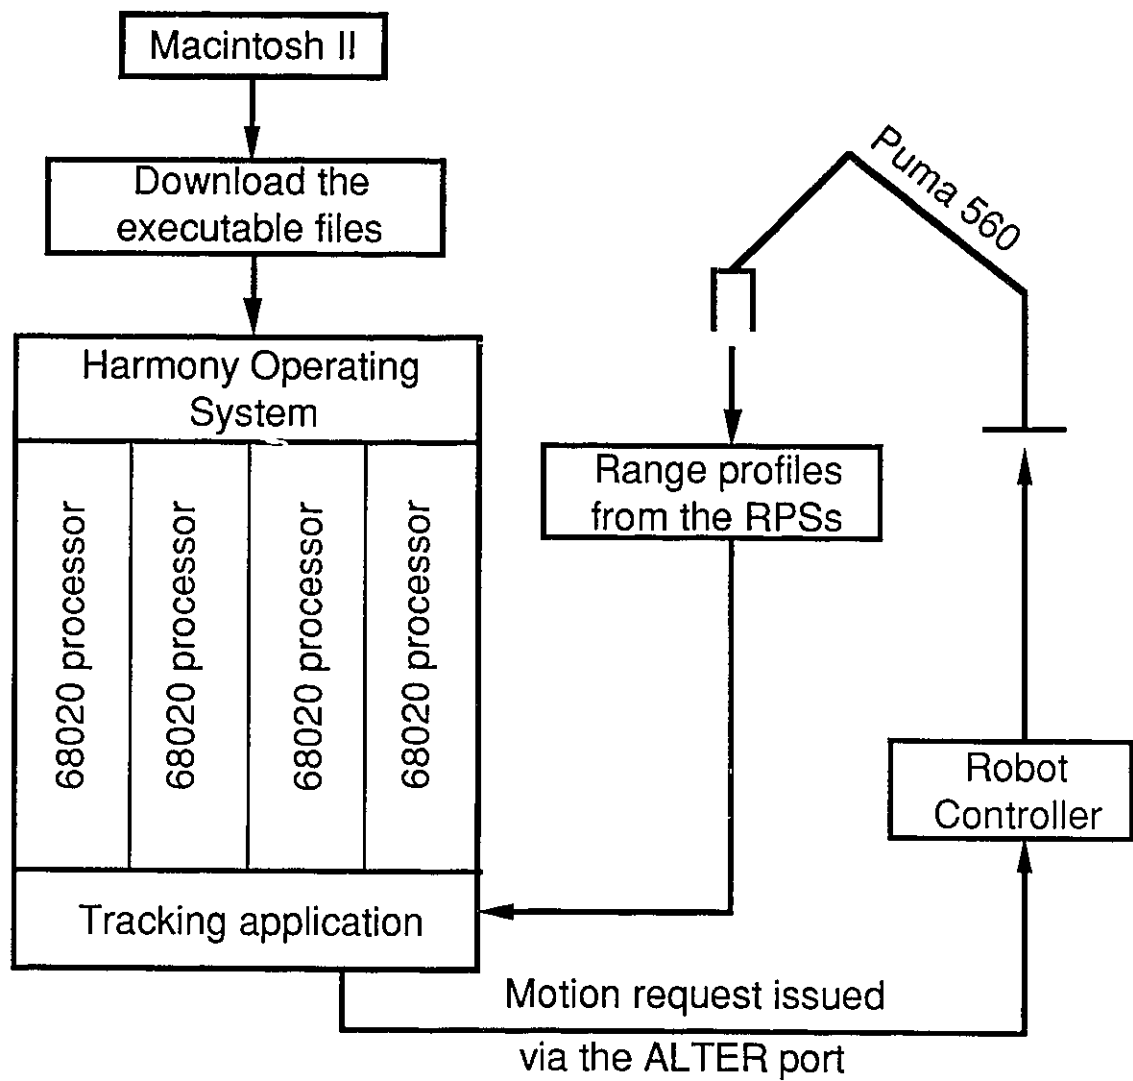 Macintosh II
Download the
executable files
Harmony Operating
System
68020 processor
68020 processor
68020 processor
68020 processor
Tracking application
Puma 560
Range profiles
from the RPSs
Robot
Controller
Motion request issued
via the ALTER port